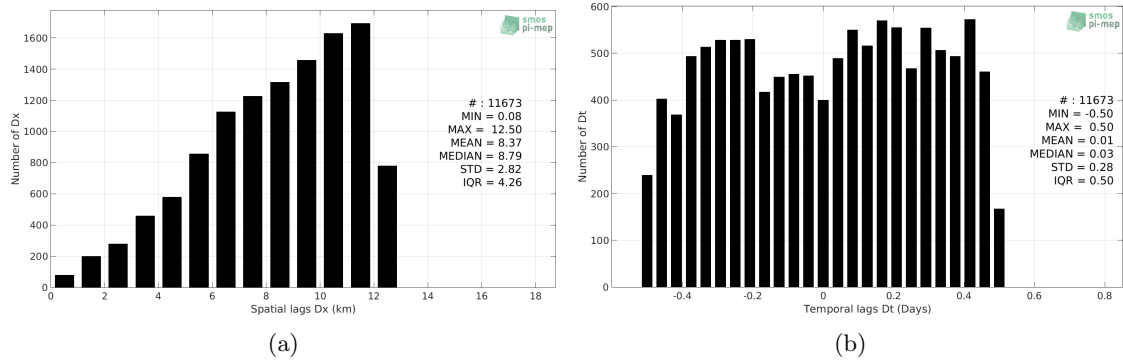 1600
1400
1200
1000
800
600
400
200
0
Number of Dx
0 2 4 6 8 10 12 14 16 18
Spatial lags Dx (km)
smos
pi-mep
# : 11673
MIN = 0.08
MAX = 12.50
MEAN = 8.37
MEDIAN = 8.79
STD = 2.82
IQR = 4.26
(a)
600
500
400
300
200
100
0
Number of Dt
-0.4 -0.2 0 0.2 0.4 0.6 0.8
Temporal lags Dt (Days)
smos
pi-mep
# : 11673
MIN = -0.50
MAX = 0.50
MEAN = 0.01
MEDIAN = 0.03
STD = 0.28
IQR = 0.50
(b)